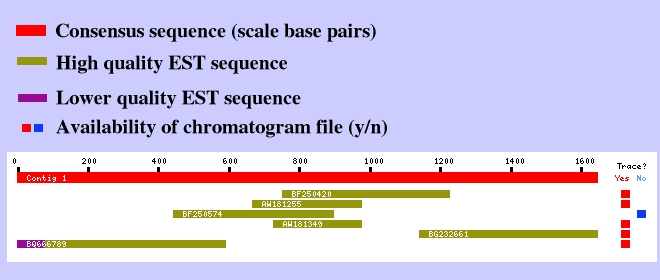 Consensus sequence (scale base pairs)
High quality EST sequence
Lower quality EST sequence
Availability of chromatogram file (y/n)
0 200 400 600 800 1000 1200 1400 1600
Trace?
Contig 1
Yes No
BF250420
AW181255
BF250574
AW181349
BG232661
BQ666789